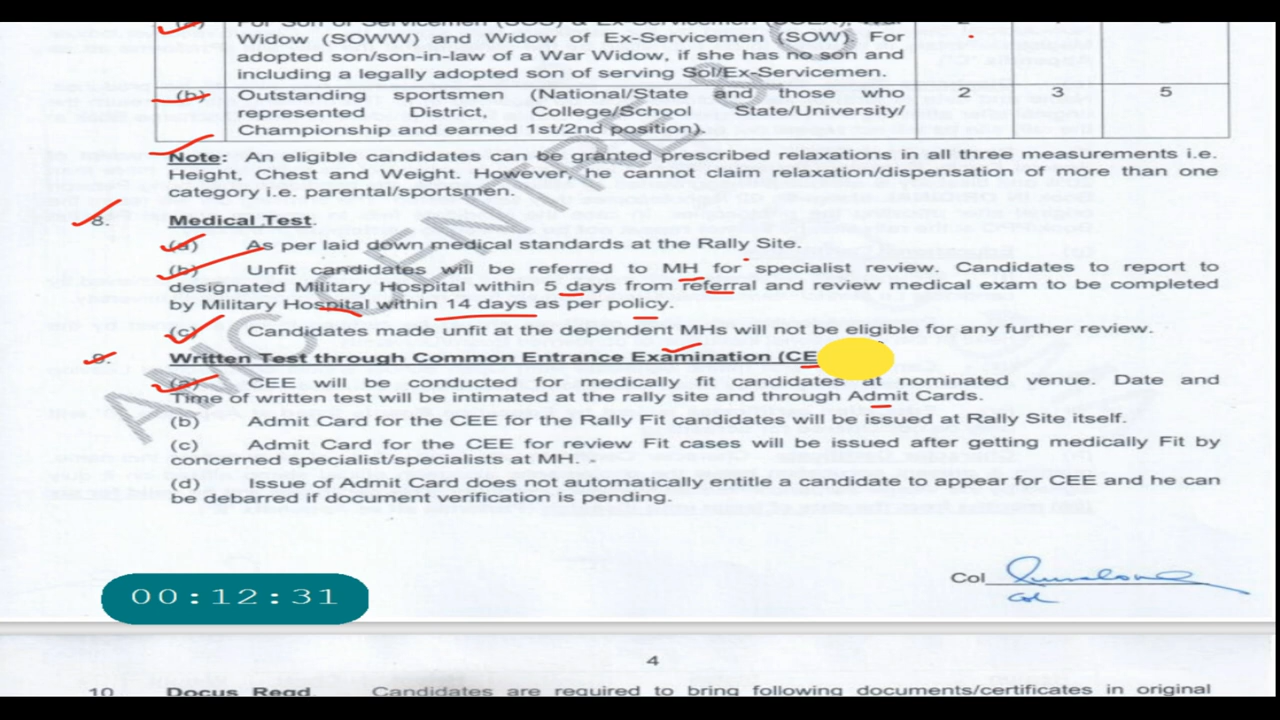 For Son of Servicemen (SOS) & Ex-Servicemen (SOEX), War
Widow (SOWW) and Widow of Ex-Servicemen (SOW). For
adopted son/son-in-law of a War Widow, if she has no son and
including a legally adopted son of serving Sol/Ex-Servicemen.
(b) Outstanding sportsmen (National/State and those who 2 3 5
represented District, College/School State/University/
Championship and earned 1st/2nd position).
Note: An eligible candidates can be granted prescribed relaxations in all three measurements i.e.
Height, Chest and Weight. However, he cannot claim relaxation/dispensation of more than one
category i.e. parental/sportsmen.
8. Medical Test.
(a) As per laid down medical standards at the Rally Site.
(b) Unfit candidates will be referred to MH for specialist review. Candidates to report to
designated Military Hospital within 5 days from referral and review medical exam to be completed
by Military Hospital within 14 days as per policy.
(c) Candidates made unfit at the dependent MHs will not be eligible for any further review.
9. Written Test through Common Entrance Examination (CE
(a) CEE will be conducted for medically fit candidates at nominated venue. Date and
Time of written test will be intimated at the rally site and through Admit Cards.
(b) Admit Card for the CEE for the Rally Fit candidates will be issued at Rally Site itself.
(c) Admit Card for the CEE for review Fit cases will be issued after getting medically Fit by
concerned specialist/specialists at MH. -
(d) Issue of Admit Card does not automatically entitle a candidate to appear for CEE and he can
be debarred if document verification is pending.
AMC CENTRE & C
Col
Col
00:12:31
4
10 Docus Reqd. Candidates are required to bring following documents/certificates in original